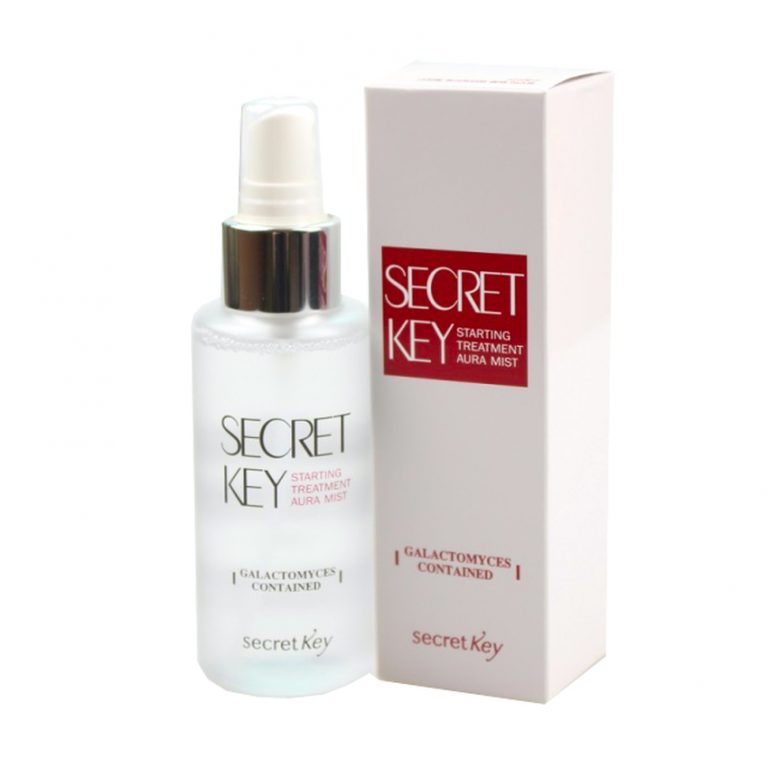 SECRET
KEY STARTING
TREATMENT
AURA MIST
GALACTOMYCES
CONTAINED
secretKey
SECRET
KEY STARTING
TREATMENT
AURA MIST
GALACTOMYCES
CONTAINED
secretKey